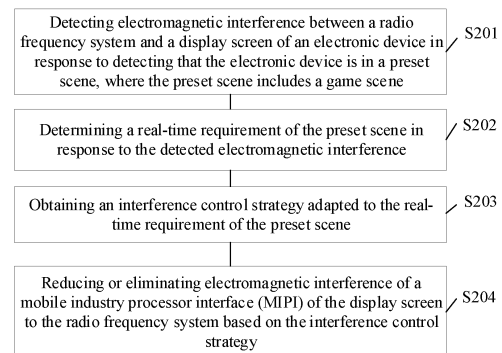 Detecting electromagnetic interference between a radio
frequency system and a display screen of an electronic device in
response to detecting that the electronic device is in a preset
scene, where the preset scene includes a game scene
S201
Determining a real-time requirement of the preset scene in
response to the detected electromagnetic interference
S202
Obtaining an interference control strategy adapted to the real-
time requirement of the preset scene
S203
Reducing or eliminating electromagnetic interference of a
mobile industry processor interface (MIPI) of the display screen
to the radio frequency system based on the interference control
strategy
S204